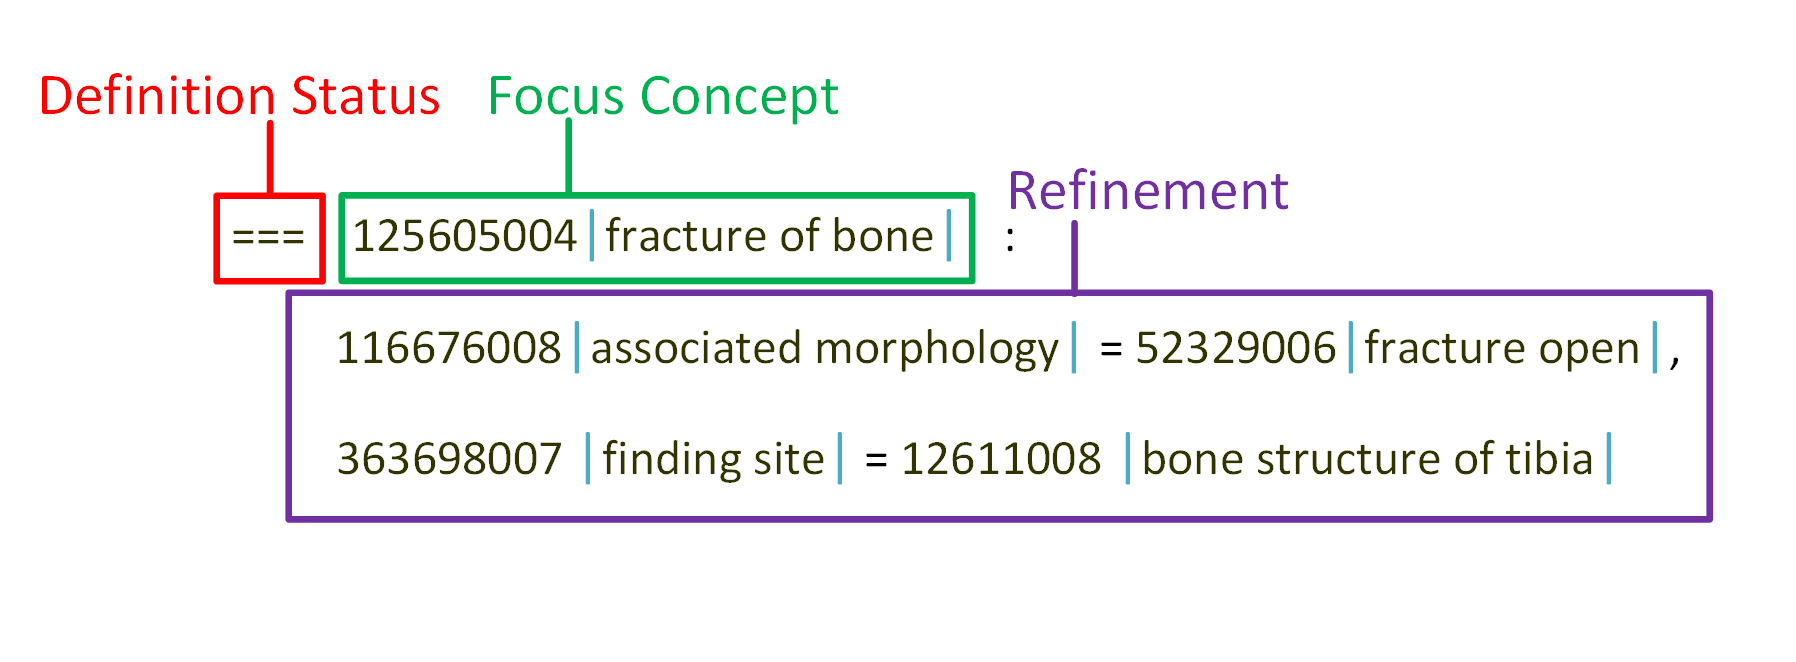 Definition Status Focus Concept
Refinement
=== 125605004|fracture of bone| :
116676008|associated morphology| = 52329006|fracture open|,
363698007 |finding site| = 12611008 |bone structure of tibia|